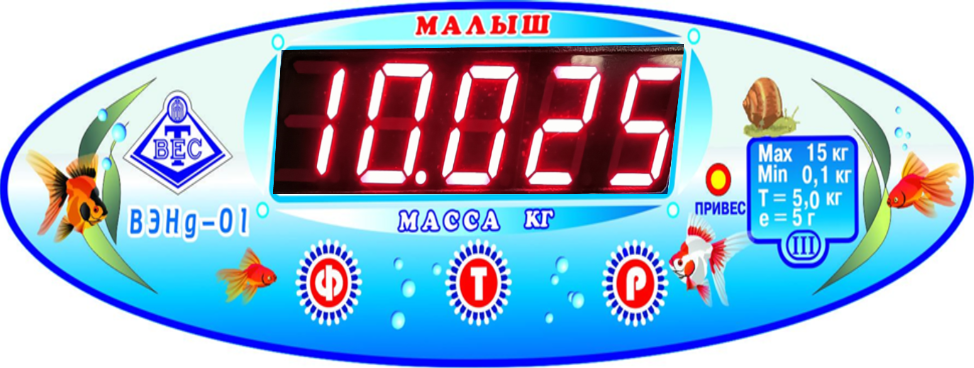 МАЛЫШ
10.025
Т
ВЕС
ВЭНд-01
МАССА КГ
ПРИВЕС
Max 15 кг
Min 0,1 кг
T = 5,0 кг
e = 5 г
III
Ф Т Р